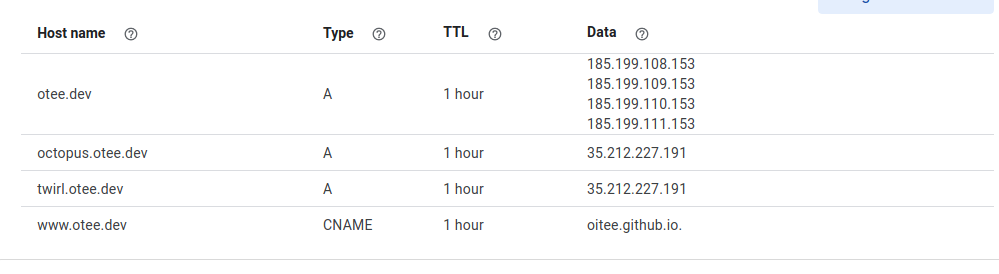 Host name Type TTL Data
185.199.108.153
185.199.109.153
otee.dev A 1 hour
185.199.110.153
185.199.111.153
octopus.otee.dev A 1 hour 35.212.227.191
twirl.otee.dev A 1 hour 35.212.227.191
www.otee.dev CNAME 1 hour oitee.github.io.